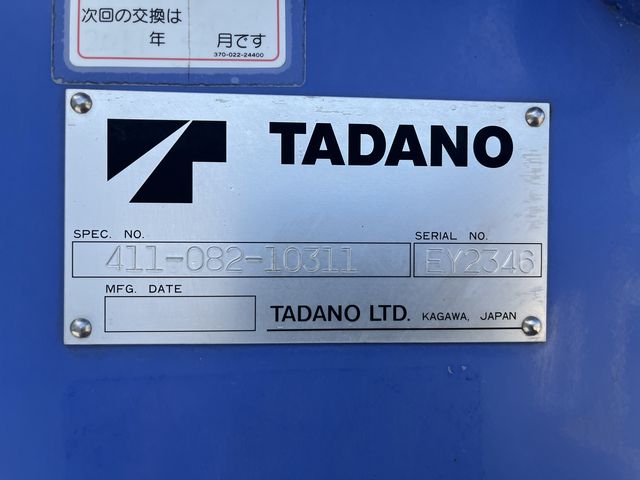 次回の交換は
年 月です
370-022-24400
TADANO
SPEC. NO. SERIAL NO.
411-082-10311 EY2346
MFG. DATE
TADANO LTD. KAGAWA, JAPAN